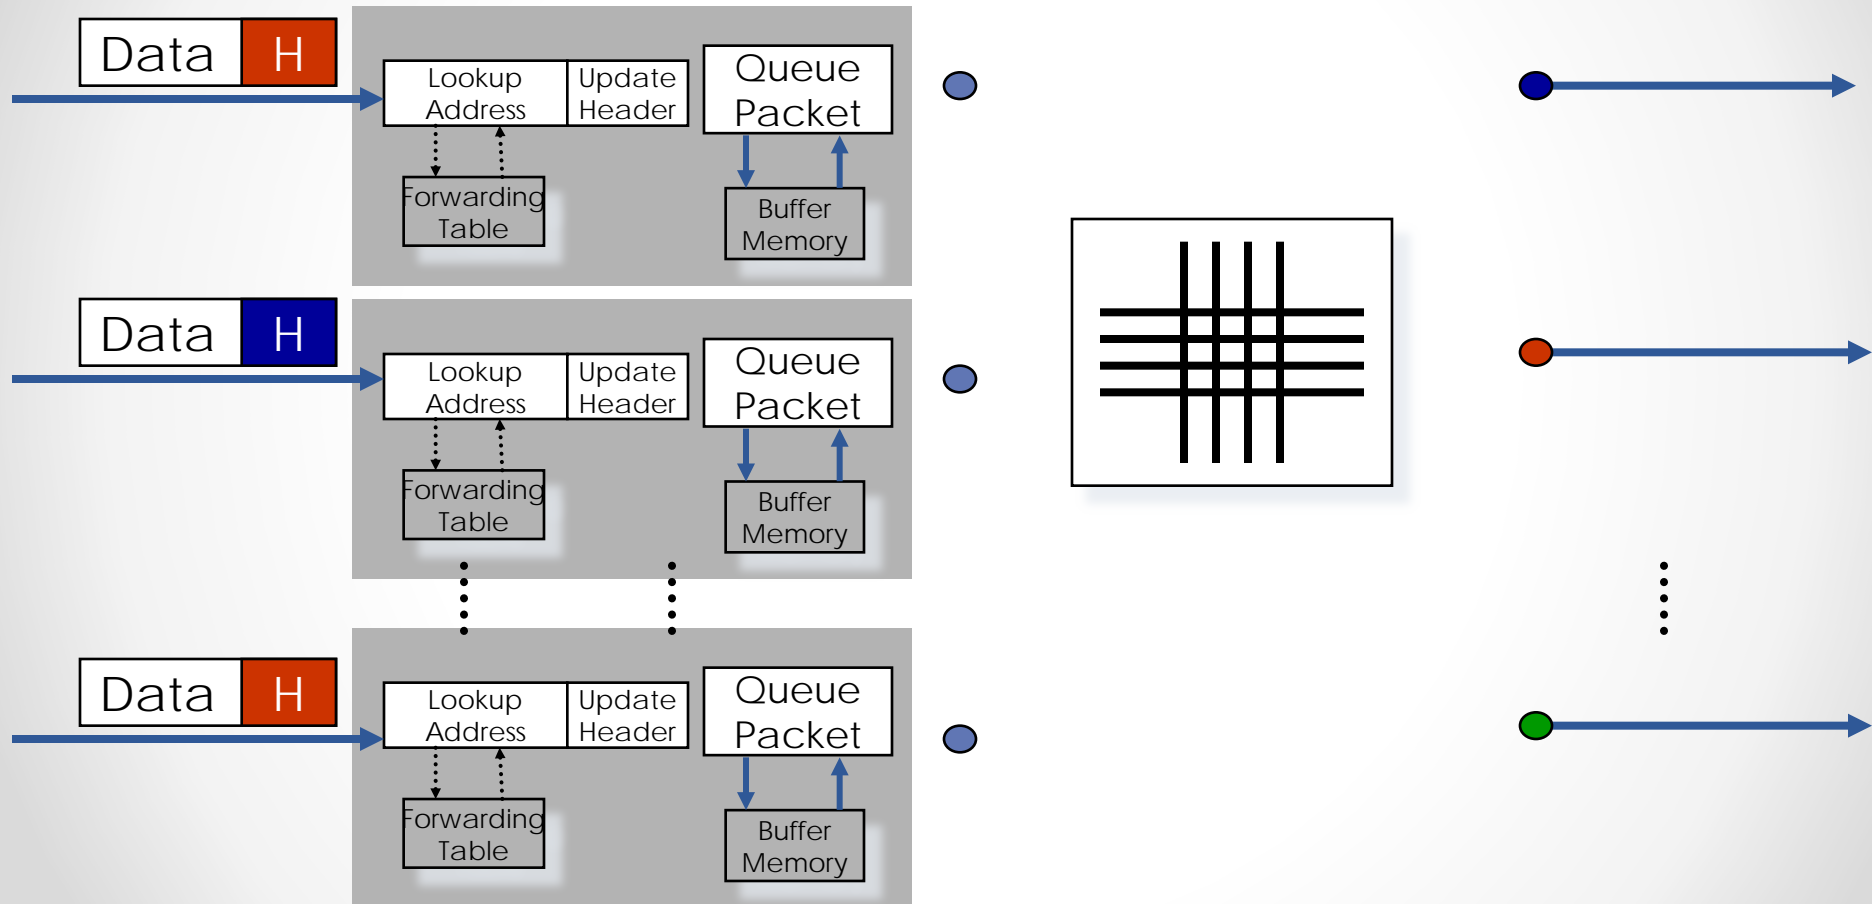 Data H
Lookup
Address
Update
Header
Queue
Packet
Forwarding
Table
Buffer
Memory
Data H
Lookup
Address
Update
Header
Queue
Packet
Forwarding
Table
Buffer
Memory
Data H
Lookup
Address
Update
Header
Queue
Packet
Forwarding
Table
Buffer
Memory